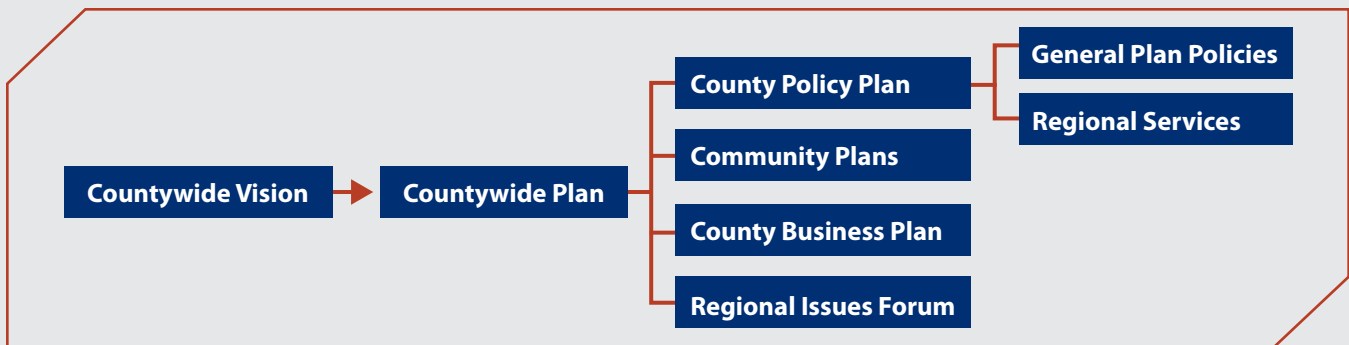 Countywide Vision
Countywide Plan
County Policy Plan
General Plan Policies
Regional Services
Community Plans
County Business Plan
Regional Issues Forum